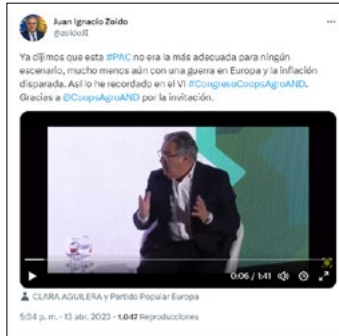 Juan Ignacio Zoido
@zoidoJI
Ya dijimos que esta #PAC no era la más adecuada para ningún
escenario, mucho menos aún con una guerra en Europa y la inflación
disparada. Así lo he recordado en el VI #CongresoCoopsAgroAND.
Gracias a @CoopsAgroAND por la invitación.
0:06 / 1:41
CLARA AGUILERA y Partido Popular Europa
5:34 p. m. · 13 abr. 2023 · 1.047 Reproducciones